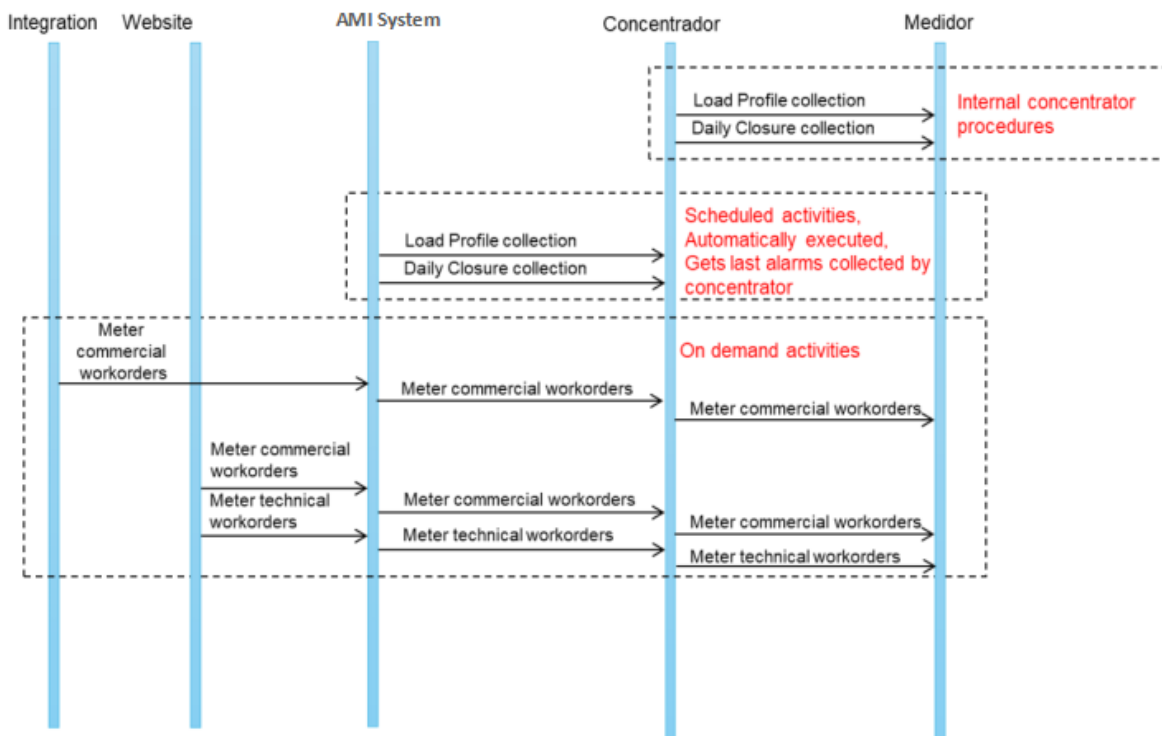 Integration
Website
AMI System
Concentrador
Medidor
Load Profile collection
Daily Closure collection
Internal concentrator
procedures
Load Profile collection
Daily Closure collection
Scheduled activities,
Automatically executed,
Gets last alarms collected by
concentrator
Meter
commercial
workorders
On demand activities
Meter commercial workorders
Meter commercial workorders
Meter commercial
workorders
Meter technical
workorders
Meter commercial workorders
Meter technical workorders
Meter commercial workorders
Meter technical workorders